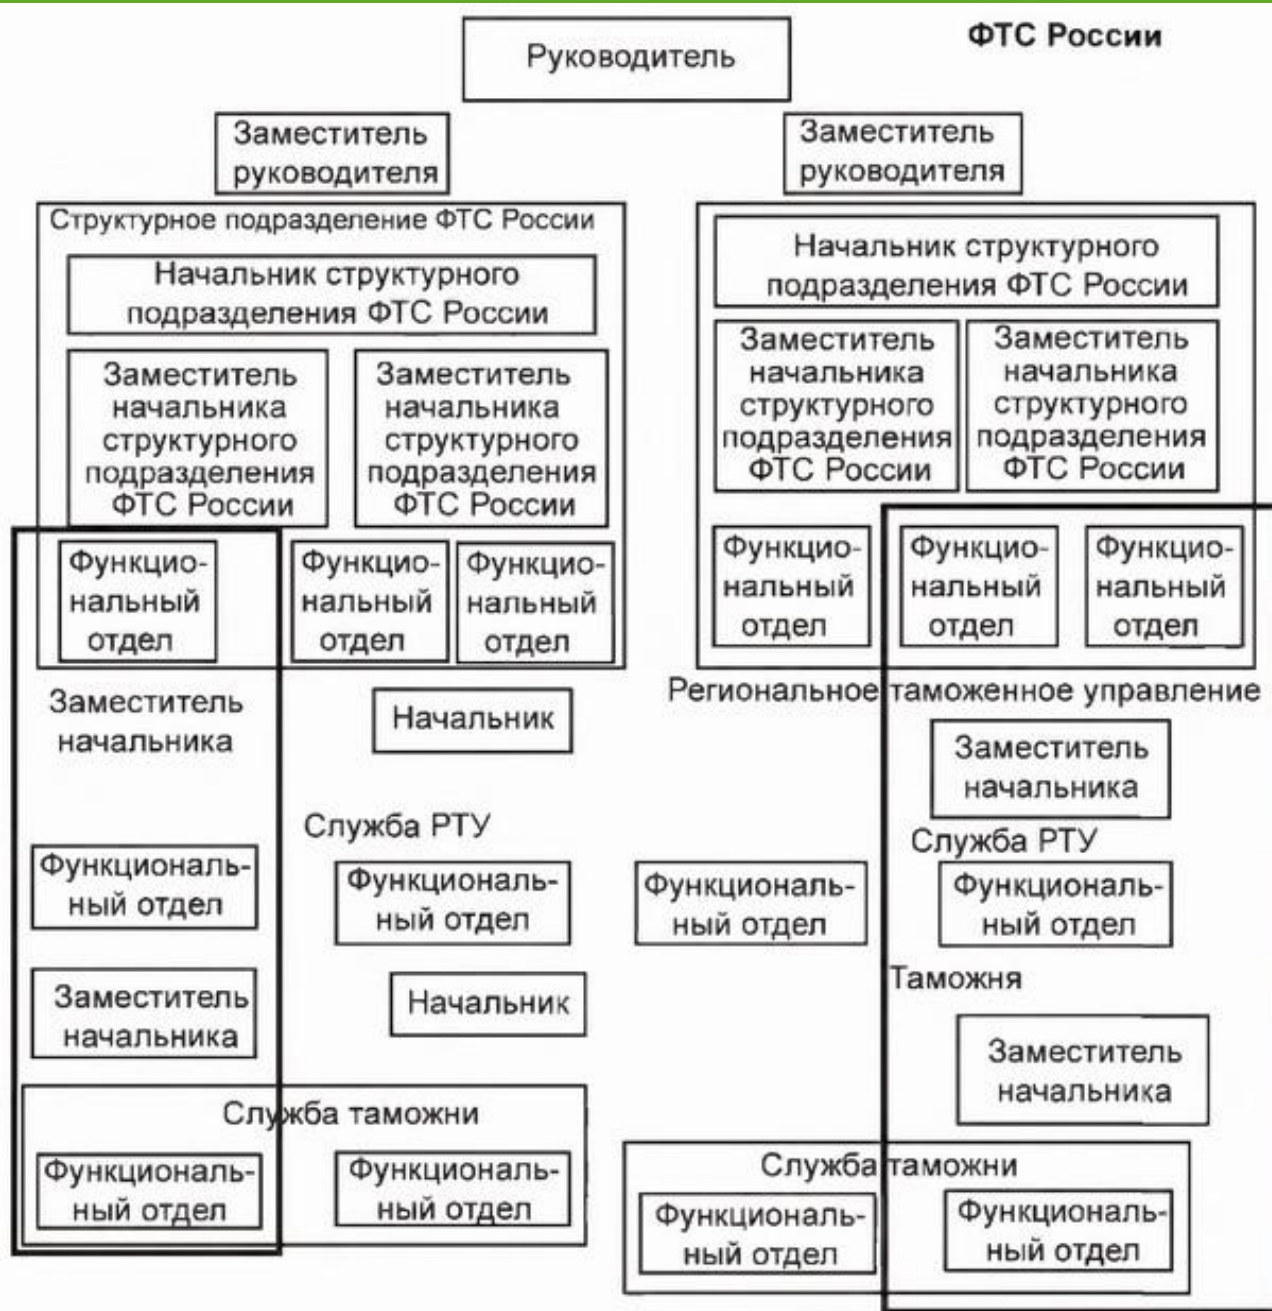 ФТС России
Руководитель
Заместитель
руководителя
Заместитель
руководителя
Структурное подразделение ФТС России
Начальник структурного
подразделения ФТС России
Заместитель
начальника
структурного
подразделения
ФТС России
Заместитель
начальника
структурного
подразделения
ФТС России
Функцио-
нальный
отдел
Функцио-
нальный
отдел
Функцио-
нальный
отдел
Начальник структурного
подразделения ФТС России
Заместитель
начальника
структурного
подразделения
ФТС России
Заместитель
начальника
структурного
подразделения
ФТС России
Функцио-
нальный
отдел
Функцио-
нальный
отдел
Функцио-
нальный
отдел
Региональное таможенное управление
Заместитель
начальника
Начальник
Заместитель
начальника
Служба РТУ
Служба РТУ
Функциональ-
ный отдел
Функциональ-
ный отдел
Функциональ-
ный отдел
Функциональ-
ный отдел
Таможня
Заместитель
начальника
Начальник
Заместитель
начальника
Служба таможни
Функциональ-
ный отдел
Функциональ-
ный отдел
Служба таможни
Функциональ-
ный отдел
Функциональ-
ный отдел